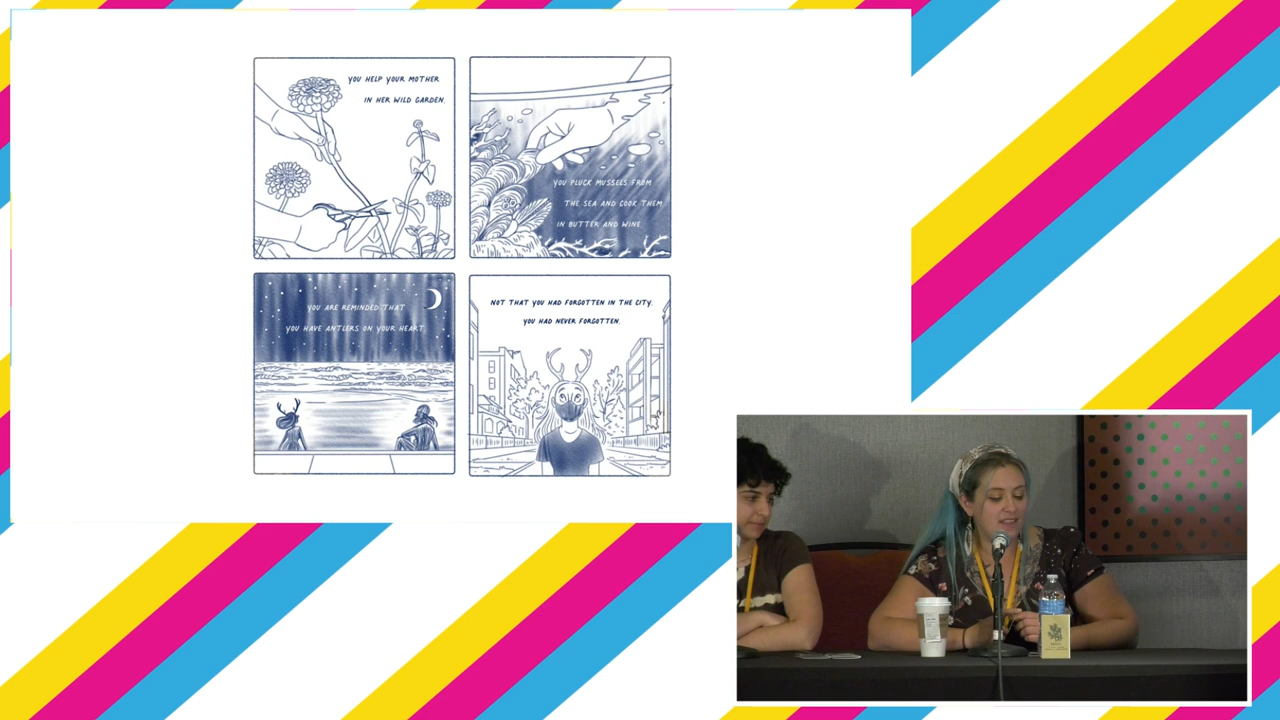 YOU HELP YOUR MOTHER
IN HER WILD GARDEN.
YOU PLUCK MUSSELS FROM
THE SEA AND COOK THEM
IN BUTTER AND WINE.
YOU ARE REMINDED THAT
YOU HAVE ANTLERS ON YOUR HEART.
NOT THAT YOU HAD FORGOTTEN IN THE CITY.
YOU HAD NEVER FORGOTTEN.